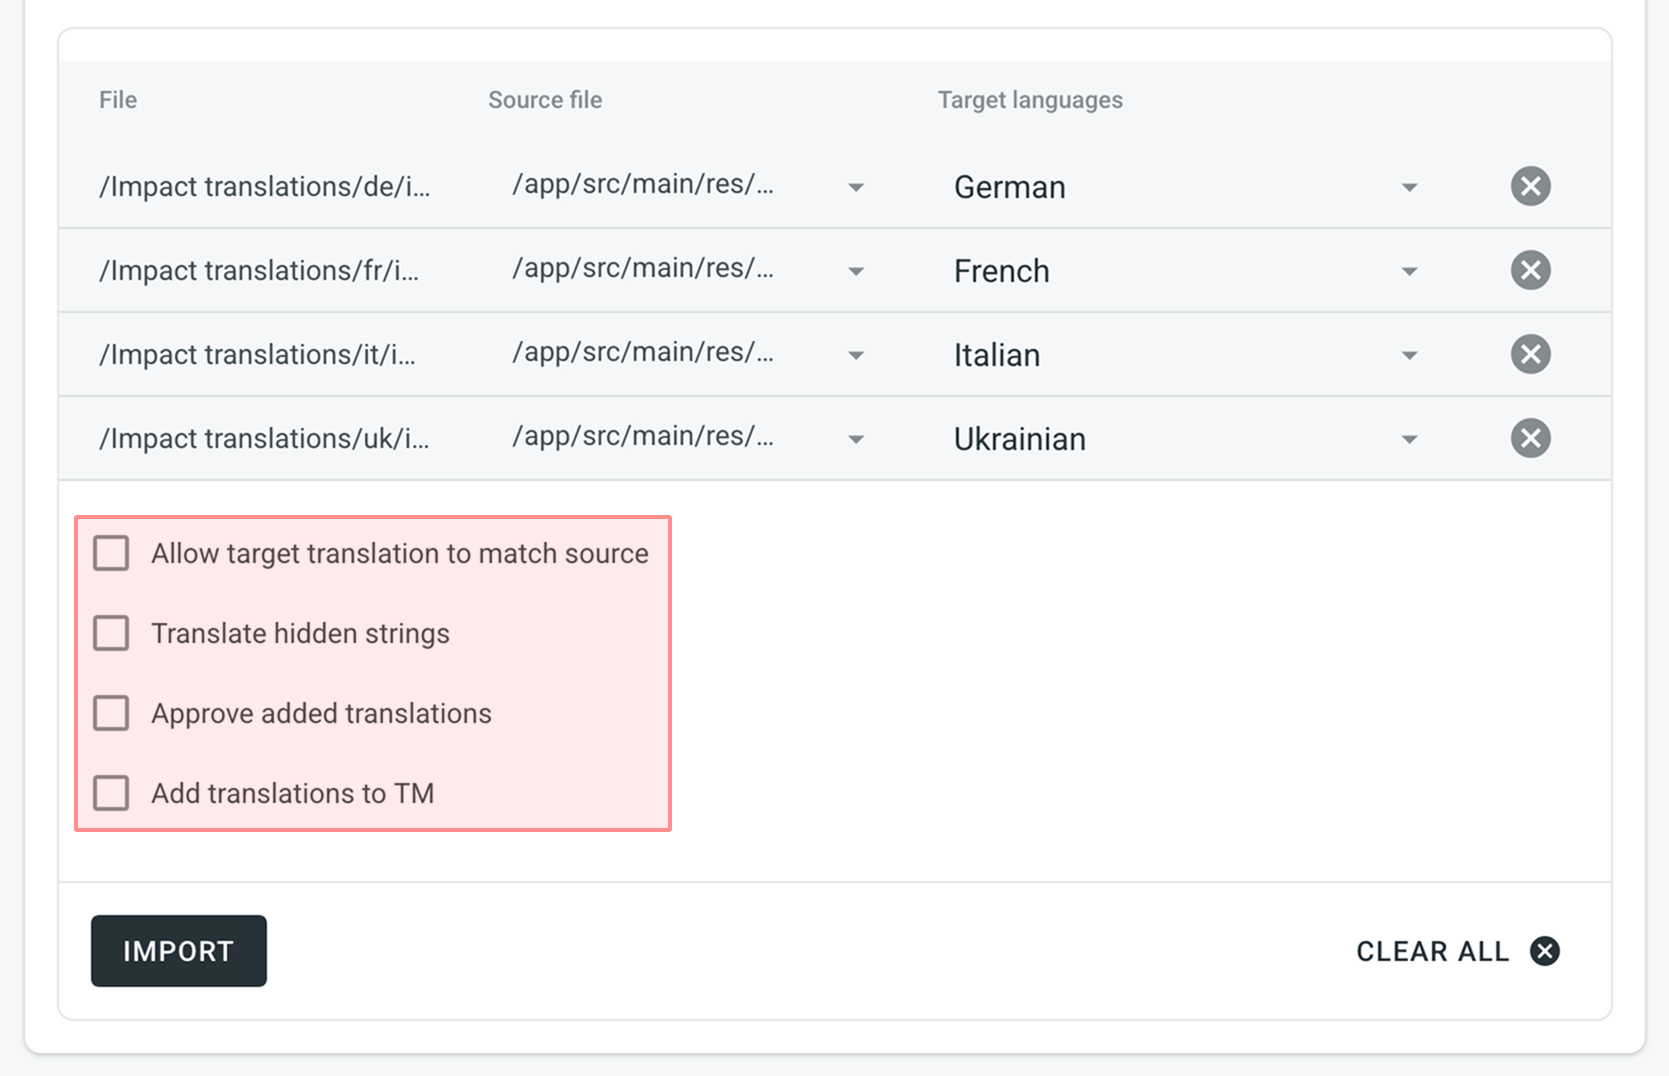 File Source file Target languages
/Impact translations/de/i... /app/src/main/res/... German
/Impact translations/fr/i... /app/src/main/res/... French
/Impact translations/it/i... /app/src/main/res/... Italian
/Impact translations/uk/i... /app/src/main/res/... Ukrainian
Allow target translation to match source
Translate hidden strings
Approve added translations
Add translations to TM
IMPORT CLEAR ALL